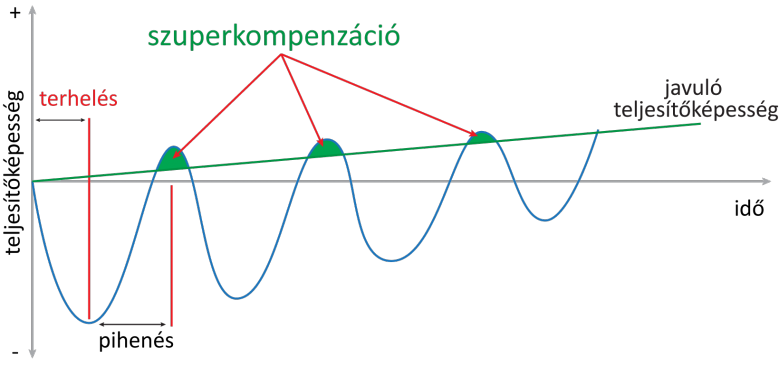 +
szuperkompenzáció
terhelés
javuló
teljesítőképesség
teljesítőképesség
idő
pihenés
-